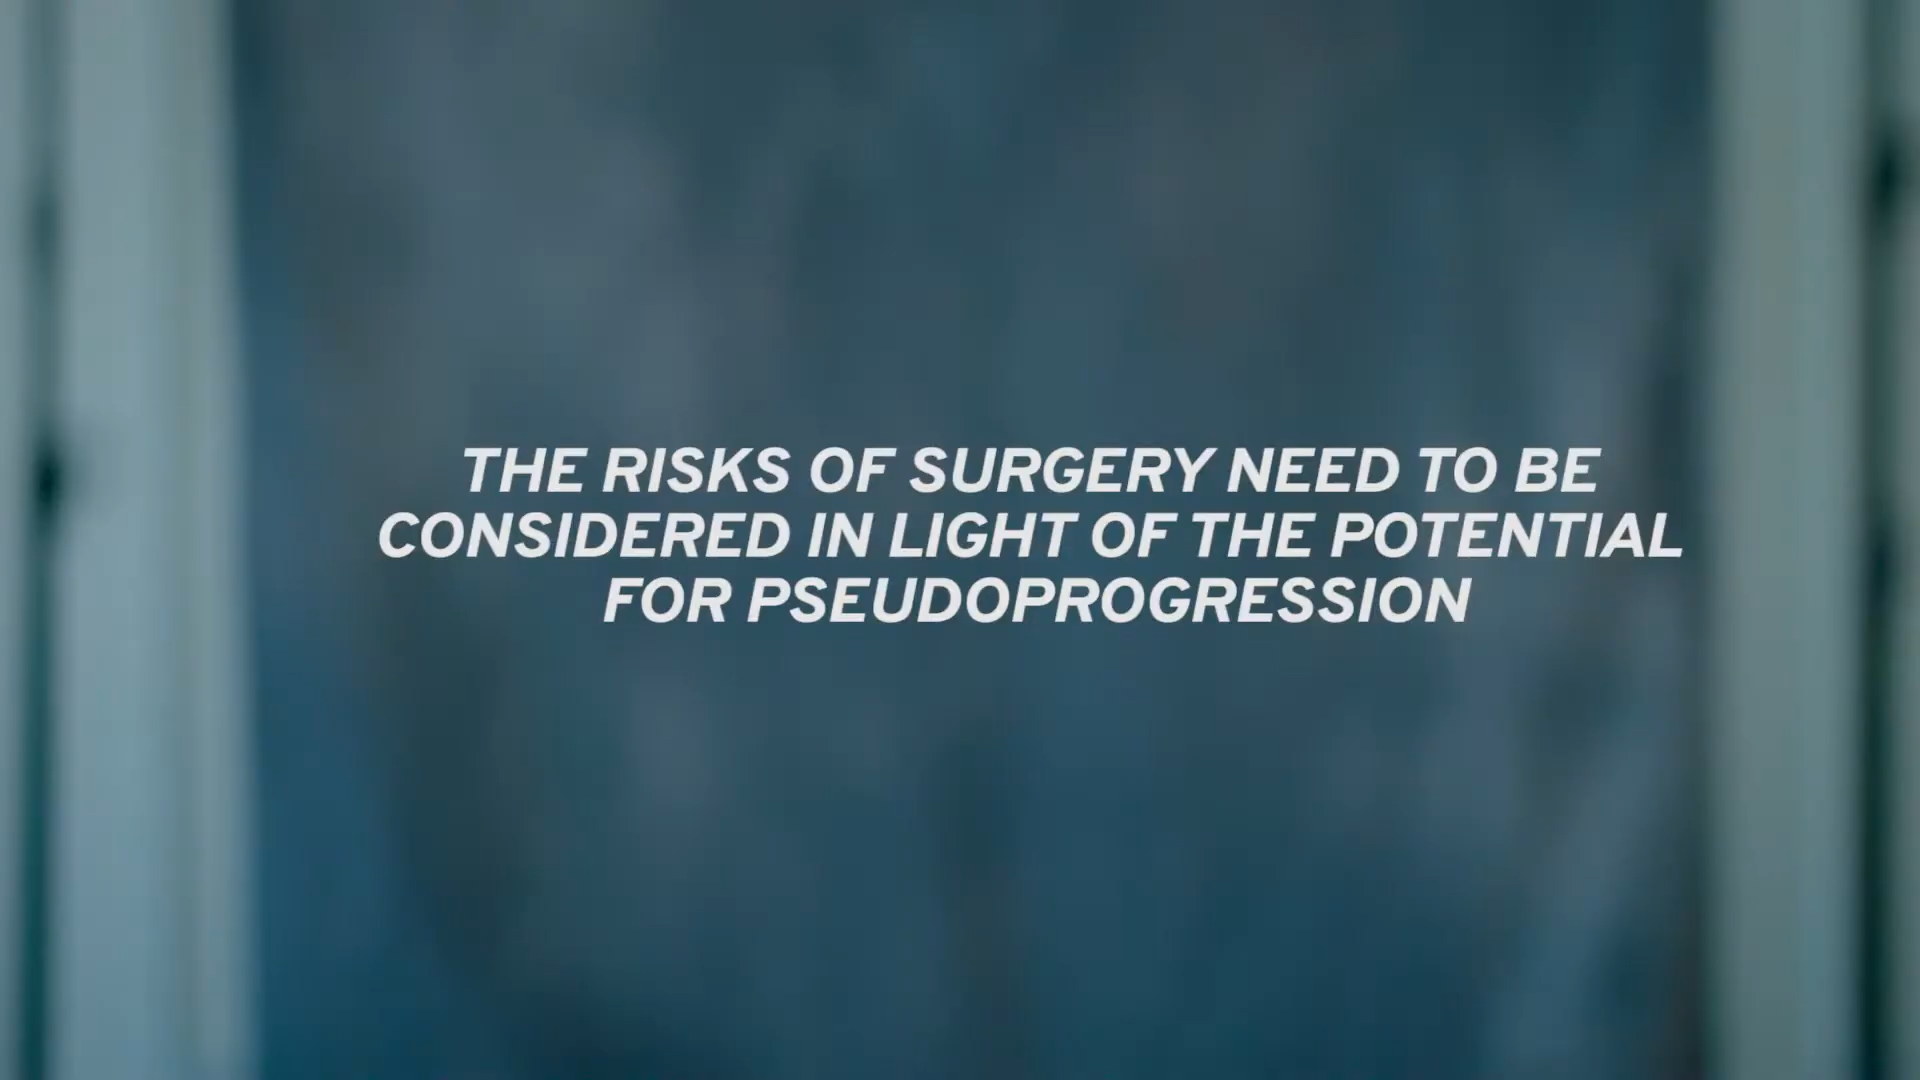 THE RISKS OF SURGERY NEED TO BE
CONSIDERED IN LIGHT OF THE POTENTIAL
FOR PSEUDOPROGRESSION